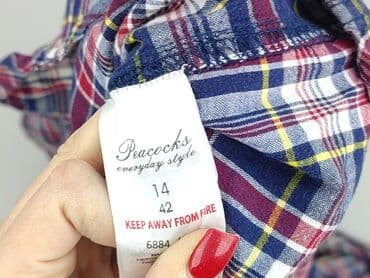 Peacocks
everyday style
14
42
KEEP AWAY FROM FIRE
6884